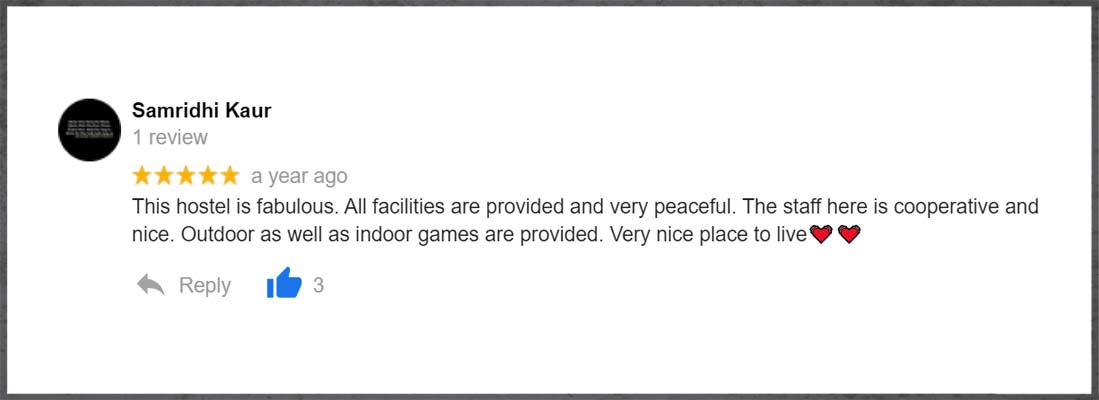 Samridhi Kaur
1 review
a year ago
This hostel is fabulous. All facilities are provided and very peaceful. The staff here is cooperative and
nice. Outdoor as well as indoor games are provided. Very nice place to live❤️ ❤️
Reply 3